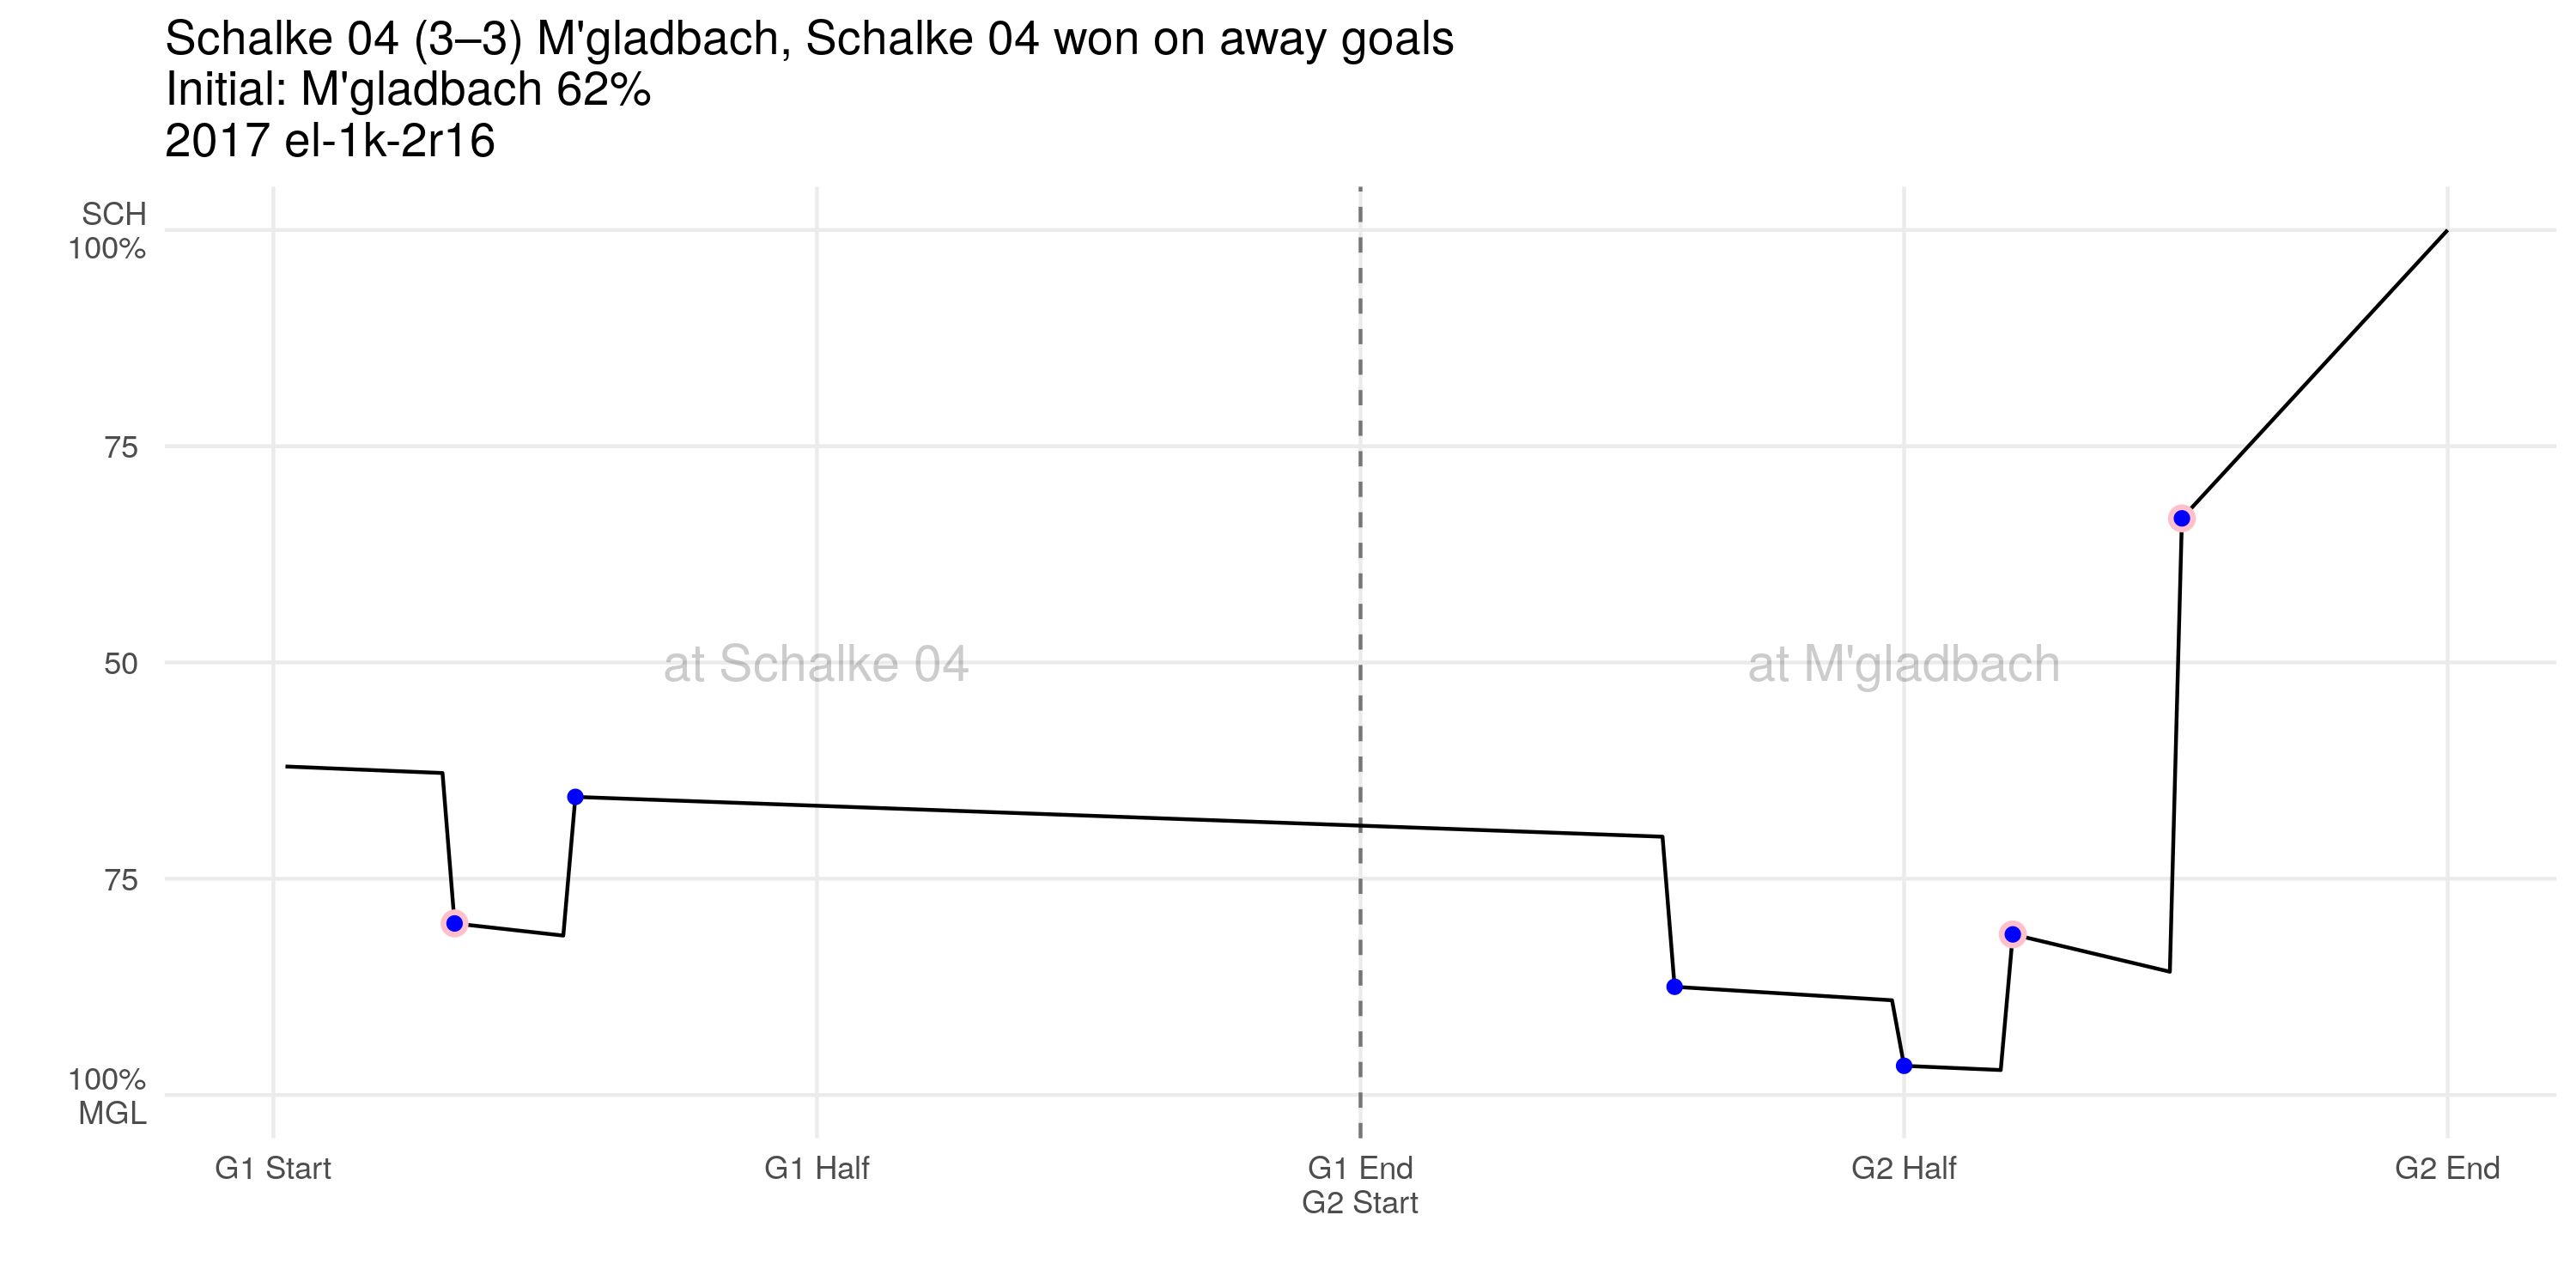 Schalke 04 (3–3) M'gladbach, Schalke 04 won on away goals
Initial: M'gladbach 62%
2017 el-1k-2r16
SCH
100%
75
50
75
100%
MGL
at Schalke 04
at M'gladbach
G1 Start
G1 Half
G1 End
G2 Start
G2 Half
G2 End